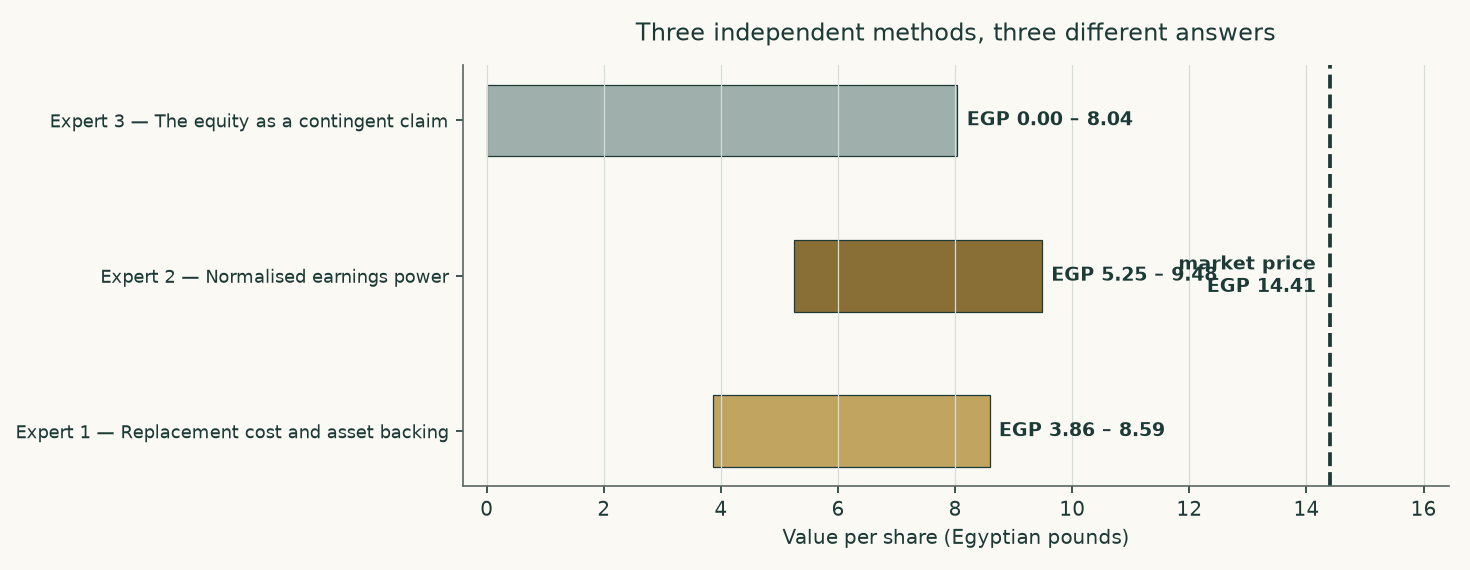 Three independent methods, three different answers
Expert 3 — The equity as a contingent claim
EGP 0.00 – 8.04
Expert 2 — Normalised earnings power
EGP 5.25 – 9.48
market price
EGP 14.41
Expert 1 — Replacement cost and asset backing
EGP 3.86 – 8.59
0 2 4 6 8 10 12 14 16
Value per share (Egyptian pounds)